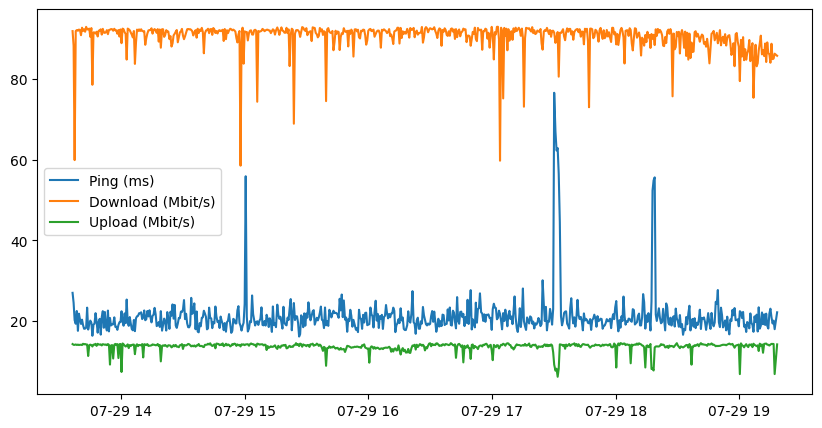 80
60
40
20
Ping (ms)
Download (Mbit/s)
Upload (Mbit/s)
07-29 14 07-29 15 07-29 16 07-29 17 07-29 18 07-29 19